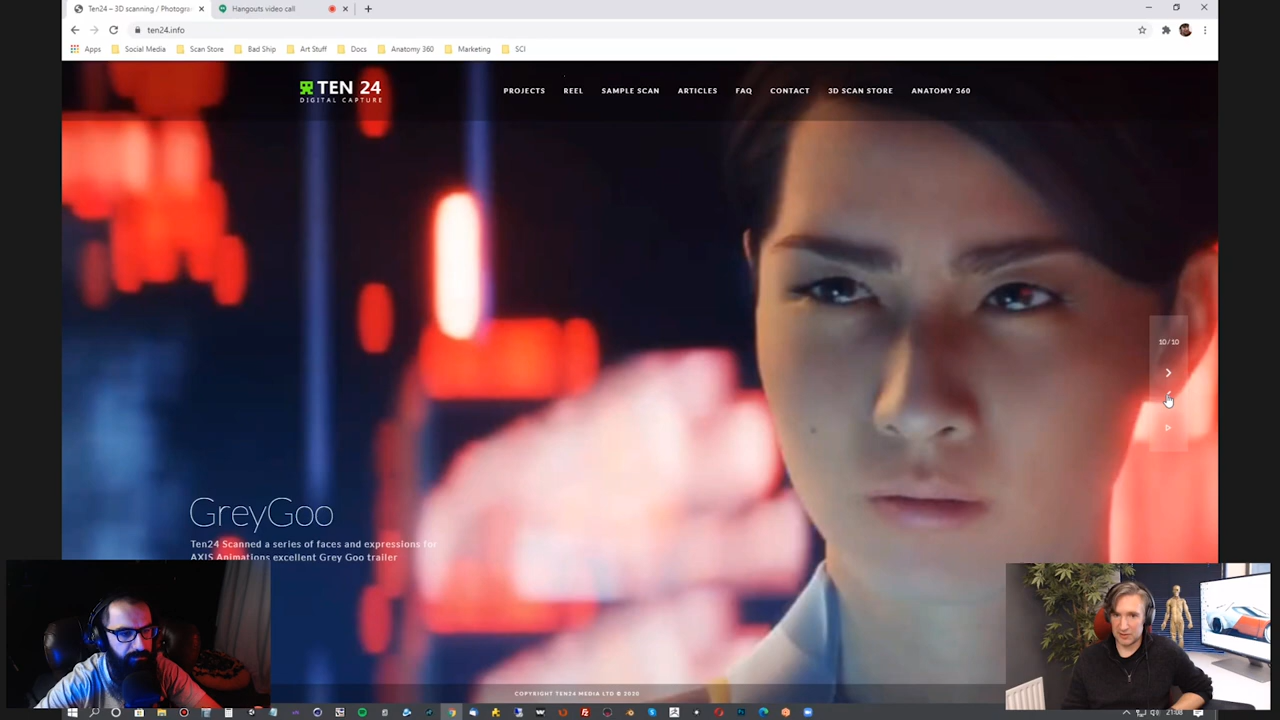 Ten24 – 3D scanning / Photogra
Hangouts video call
ten24.info
Apps
Social Media
Scan Store
Bad Ship
Art Stuff
Docs
Anatomy 360
Marketing
SCI
TEN 24
DIGITAL CAPTURE
PROJECTS
REEL
SAMPLE SCAN
ARTICLES
FAQ
CONTACT
3D SCAN STORE
ANATOMY 360
10/10
GreyGoo
Ten24 Scanned a series of faces and expressions for
AXIS Animations excellent Grey Goo trailer
COPYRIGHT TEN24 MEDIA LTD © 2020
21:08